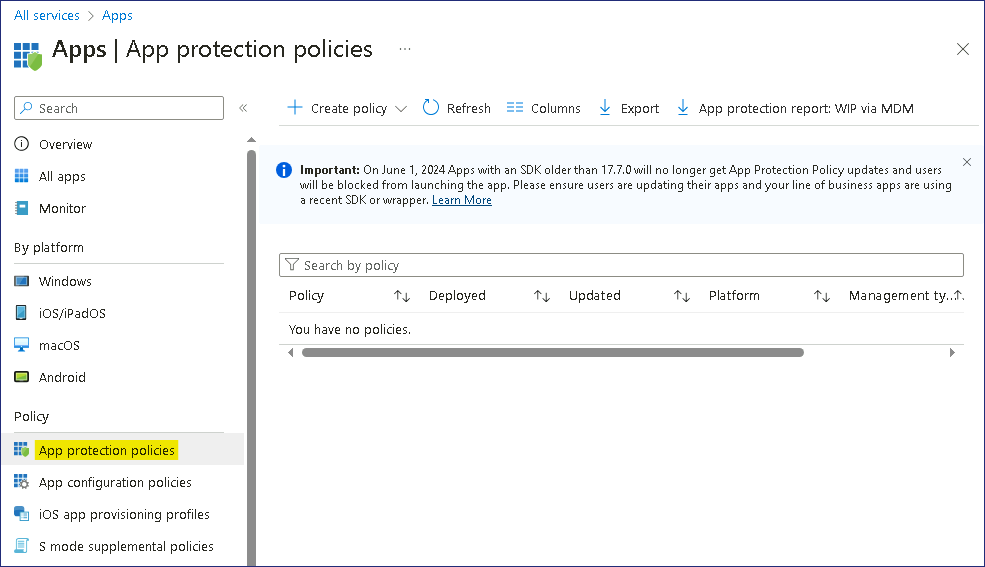 All services > Apps
Apps | App protection policies ...
Search
«
Overview
All apps
Monitor
By platform
Windows
iOS/iPadOS
macOS
Android
Policy
App protection policies
App configuration policies
iOS app provisioning profiles
S mode supplemental policies
Create policy
Refresh
Columns
Export
App protection report: WIP via MDM
Important: On June 1, 2024 Apps with an SDK older than 17.7.0 will no longer get App Protection Policy updates and users
will be blocked from launching the app. Please ensure users are updating their apps and your line of business apps are using
a recent SDK or wrapper. Learn More
Search by policy
Policy Deployed Updated Platform Management ty...
You have no policies.